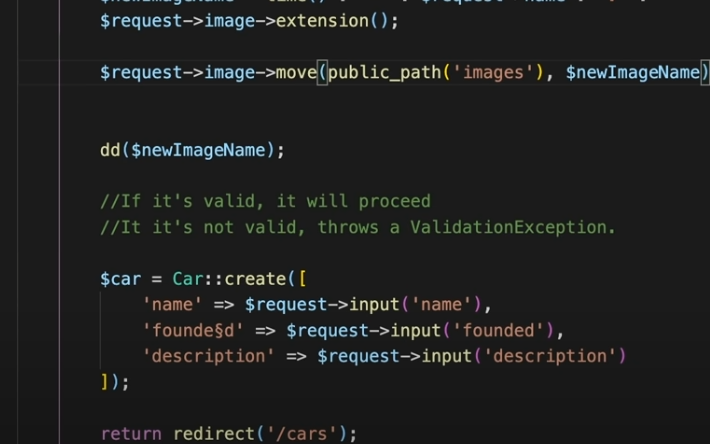 $request->image->extension();
$request->image->move(public_path('images'), $newImageName)
dd($newImageName);
//If it's valid, it will proceed
//It it's not valid, throws a ValidationException.
$car = Car::create([
'name' => $request->input('name'),
'founde§d' => $request->input('founded'),
'description' => $request->input('description')
]);
return redirect('/cars');